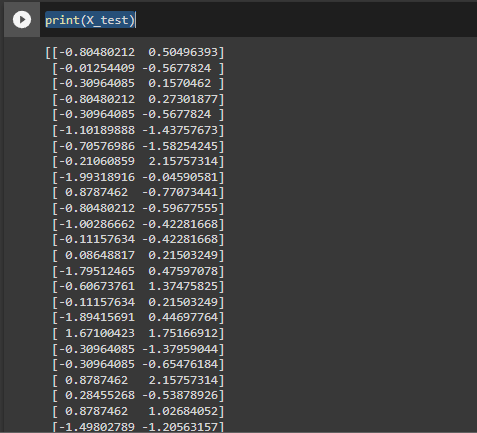 print(X_test)
[[-0.80480212  0.50496393]
 [-0.01254409 -0.5677824 ]
 [-0.30964085  0.1570462 ]
 [-0.80480212  0.27301877]
 [-0.30964085 -0.5677824 ]
 [-1.10189888 -1.43757673]
 [-0.70576986 -1.58254245]
 [-0.21060859  2.15757314]
 [-1.99318916 -0.04590581]
 [ 0.8787462  -0.77073441]
 [-0.80480212 -0.59677555]
 [-1.00286662 -0.42281668]
 [-0.11157634 -0.42281668]
 [ 0.08648817  0.21503249]
 [-1.79512465  0.47597078]
 [-0.60673761  1.37475825]
 [-0.11157634  0.21503249]
 [-1.89415691  0.44697764]
 [ 1.67100423  1.75166912]
 [-0.30964085 -1.37959044]
 [-0.30964085 -0.65476184]
 [ 0.8787462   2.15757314]
 [ 0.28455268 -0.53878926]
 [ 0.8787462   1.02684052]
 [-1.49802789 -1.20563157]